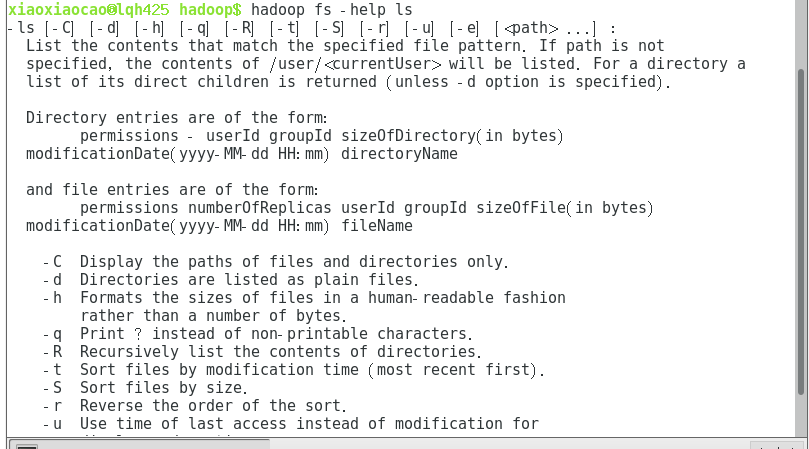 xiaoxiaocao@lqh425 hadoop$ hadoop fs -help ls
-ls [-C] [-d] [-h] [-q] [-R] [-t] [-S] [-r] [-u] [-e] [<path> ...] :
List the contents that match the specified file pattern. If path is not
specified, the contents of /user/<currentUser> will be listed. For a directory a
list of its direct children is returned (unless -d option is specified).
Directory entries are of the form:
permissions - userId groupId sizeOfDirectory(in bytes)
modificationDate(yyyy-MM-dd HH:mm) directoryName
and file entries are of the form:
permissions numberOfReplicas userId groupId sizeOfFile(in bytes)
modificationDate(yyyy-MM-dd HH:mm) fileName
-C Display the paths of files and directories only.
-d Directories are listed as plain files.
-h Formats the sizes of files in a human-readable fashion
rather than a number of bytes.
-q Print ? instead of non-printable characters.
-R Recursively list the contents of directories.
-t Sort files by modification time (most recent first).
-S Sort files by size.
-r Reverse the order of the sort.
-u Use time of last access instead of modification for